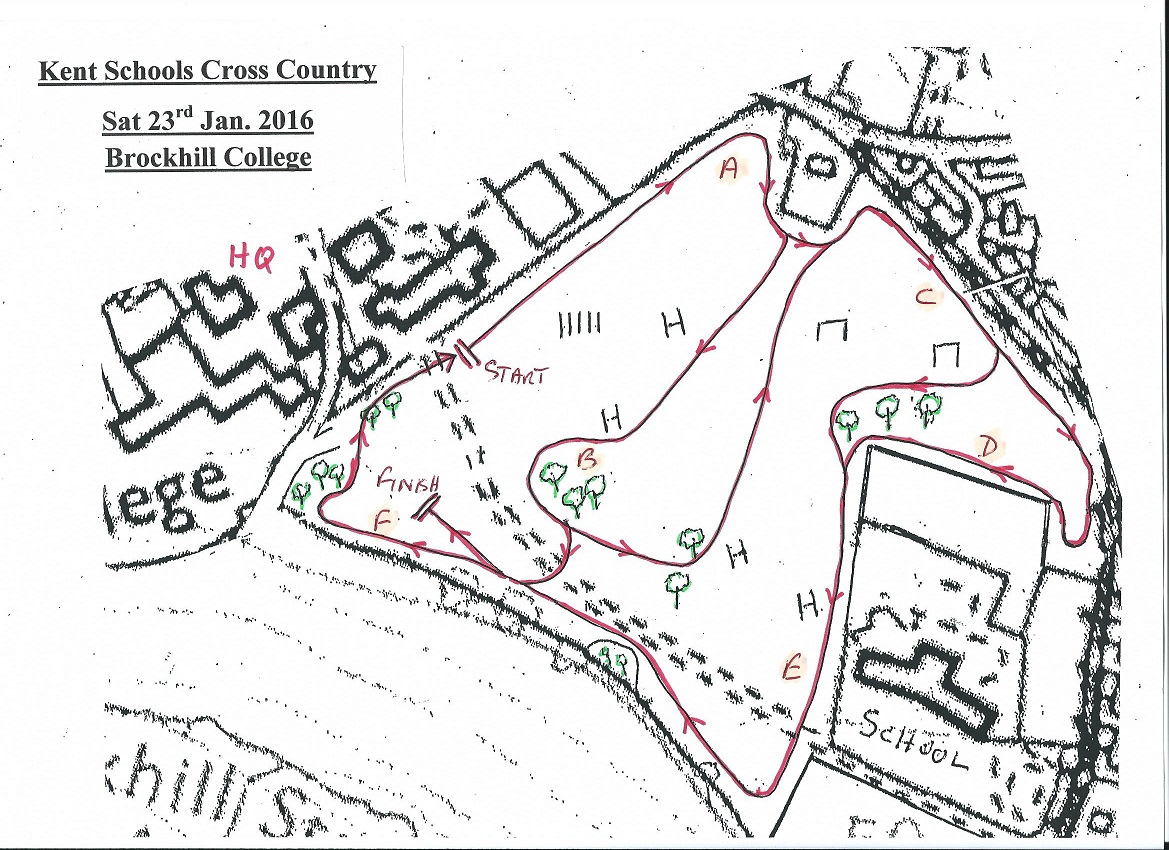 Kent Schools Cross Country
Sat 23rd Jan. 2016
Brockhill College
HQ
A
C
START
B
D
FINISH
F
E
SCHOOL
lege
chill
H
H
H
H